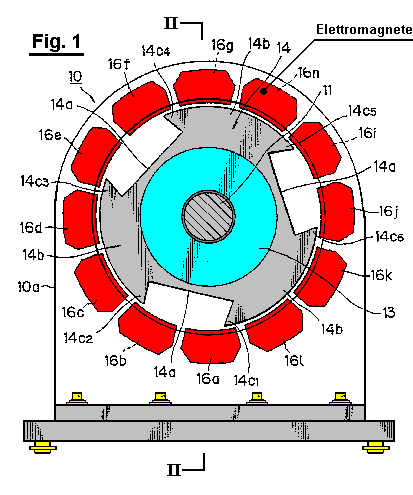 II
Elettromagnete
Fig. 1
14c4
16g
14b
14
16n
16f
11
10
14a
14c5
16e
16i
14a
14c3
16j
16d
14c6
14b
16k
10a
16c
13
14c2
14b
16b
14a
16a
14c1
16l
II